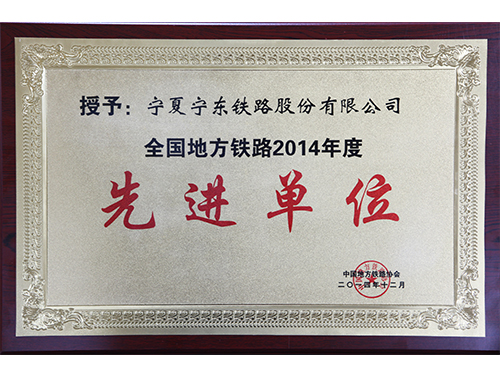 授予：宁夏宁东铁路股份有限公司
全国地方铁路2014年度
先进单位
中国地方铁路协会
二〇一四年十二月